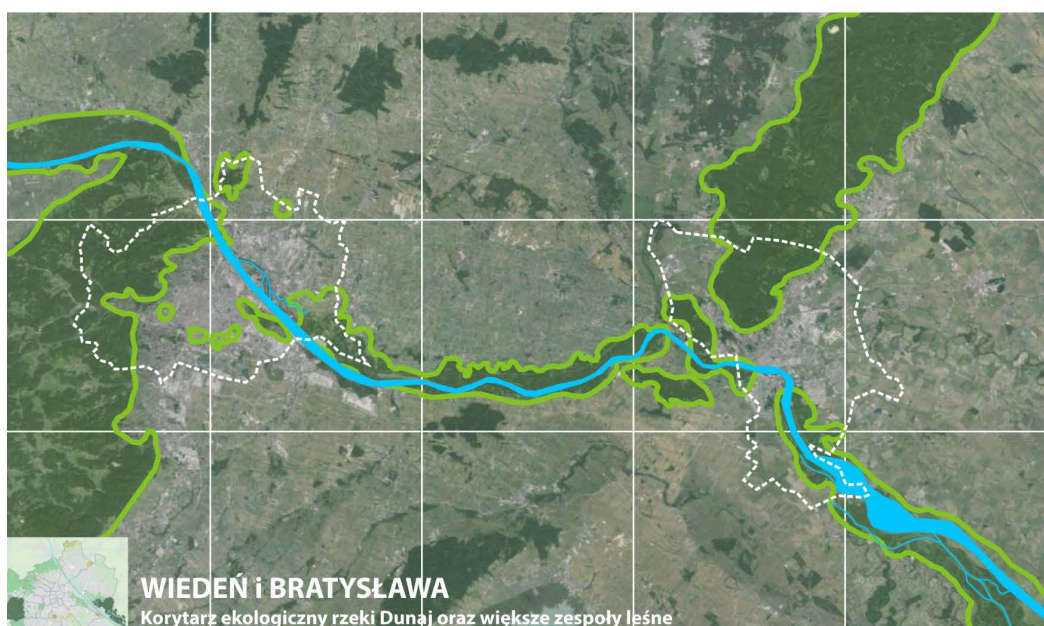 WIEDEŃ i BRATYSŁAWA
Korytarz ekologiczny rzeki Dunaj oraz większe zespoły leśne